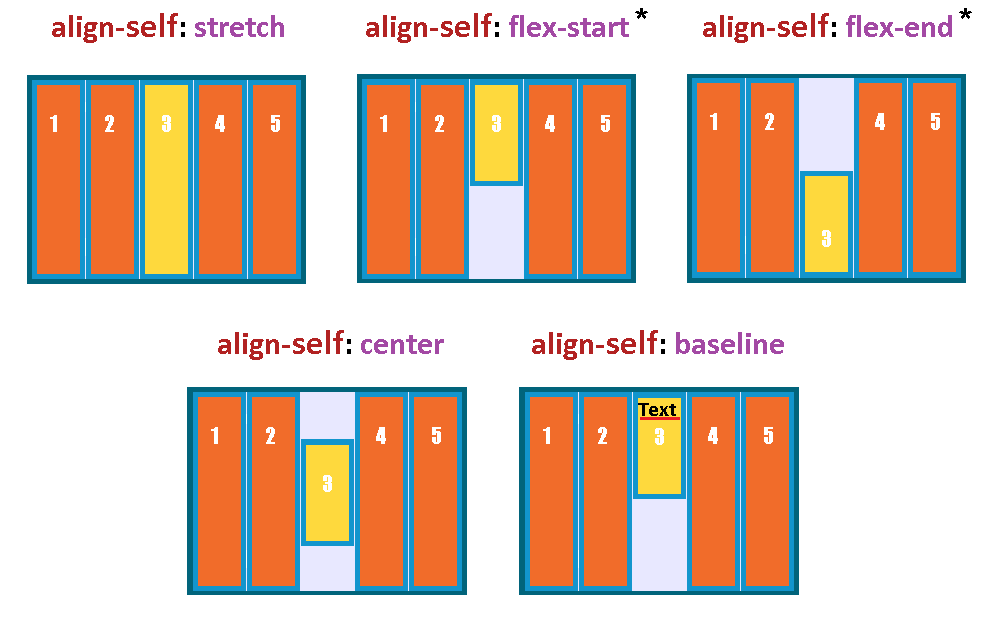 align-self: stretch
align-self: flex-start*
align-self: flex-end*
1 2 3 4 5
1 2 3 4 5
1 2 3 4 5
align-self: center
align-self: baseline
1 2 3 4 5
Text
1 2 3 4 5